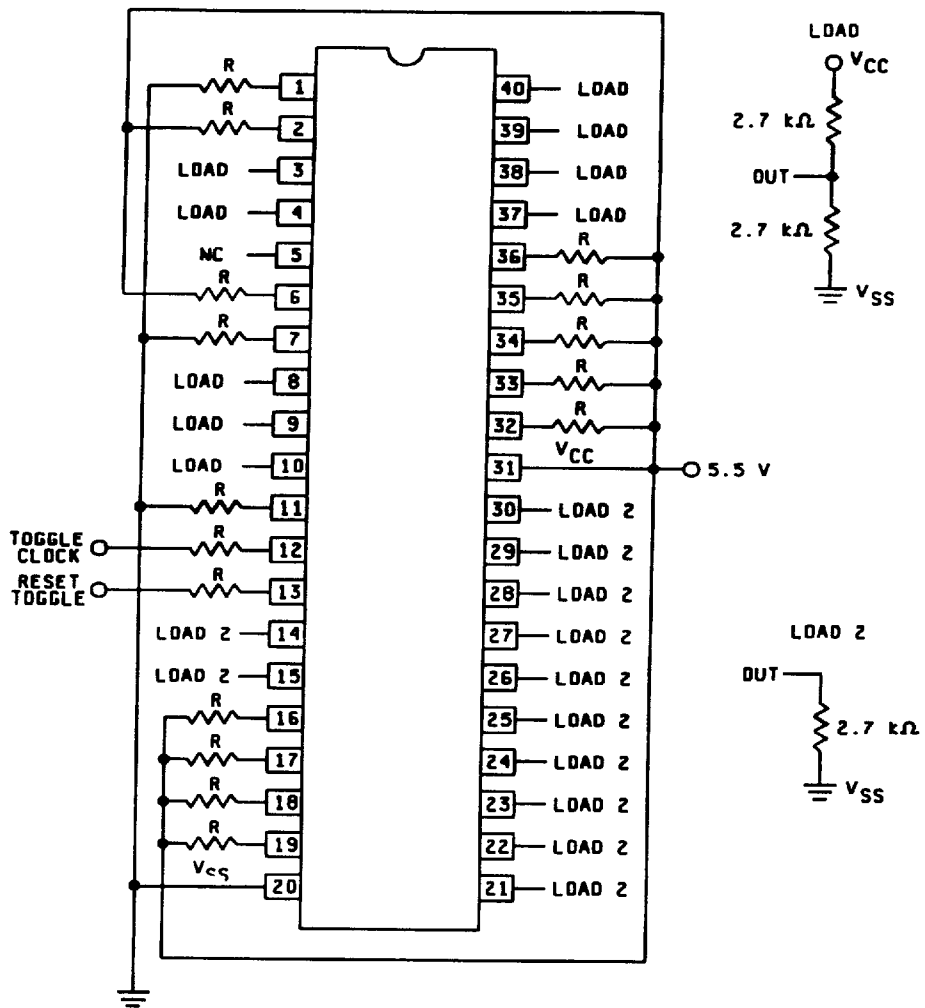 LOAD
VCC
2.7 kΩ
OUT
2.7 kΩ
VSS
R 1
R 2
LOAD 3
LOAD 4
NC 5
R 6
R 7
LOAD 8
LOAD 9
LOAD 10
R 11
TOGGLE
CLOCK
R 12
RESET
TOGGLE
R 13
LOAD 2 14
LOAD 2 15
R 16
R 17
R 18
R 19
VSS
20
40 LOAD
39 LOAD
38 LOAD
37 LOAD
36 R
35 R
34 R
33 R
32 R
VCC
31 5.5 V
30 LOAD 2
29 LOAD 2
28 LOAD 2
27 LOAD 2
26 LOAD 2
25 LOAD 2
24 LOAD 2
23 LOAD 2
22 LOAD 2
21 LOAD 2
LOAD 2
OUT
2.7 kΩ
VSS